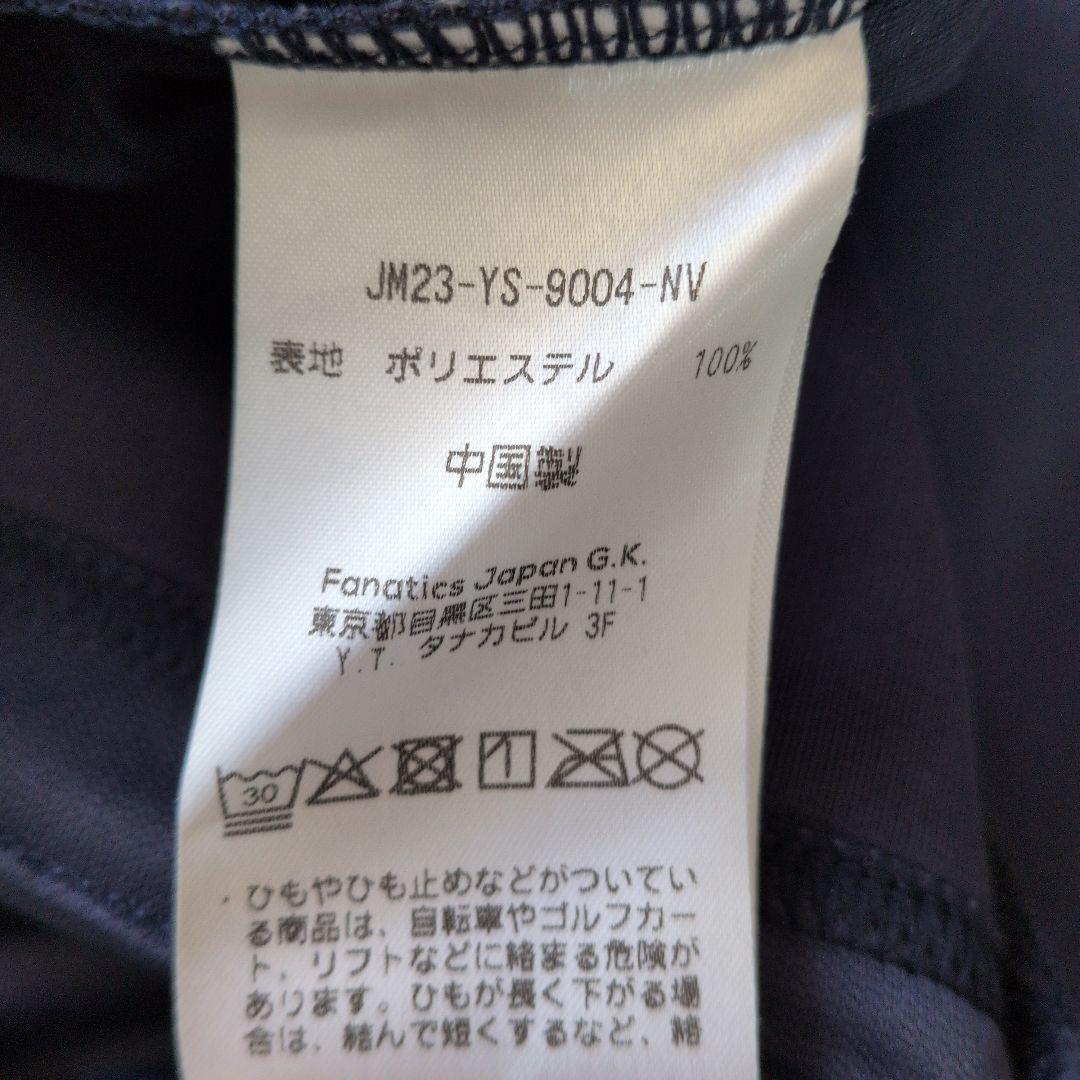 JM23-YS-9004-NV
表地 ポリエステル 100%
中国製
Fanatics Japan G.K.
東京都目黒区三田1-11-1
Y.T. タナカビル 3F
30
・ひもやひも止めなどがついてい
る商品は、自転車やゴルフカー
ト、リフトなどに絡まる危険が
あります。ひもが長く下がる場
合は、結んで短くするなど、絡